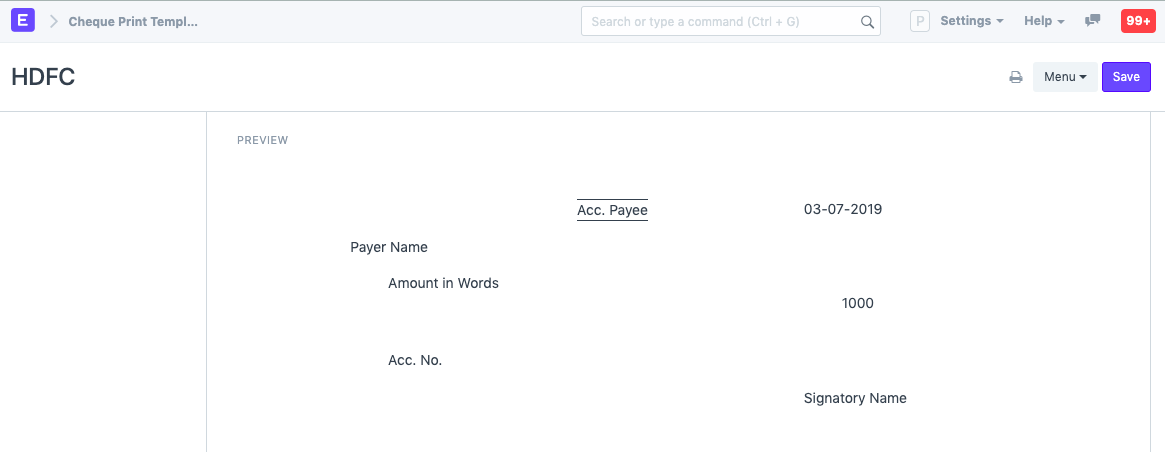 E Cheque Print Templ... Search or type a command (Ctrl + G) P Settings Help 99+
HDFC Menu Save
PREVIEW
Acc. Payee 03-07-2019
Payer Name
Amount in Words
1000
Acc. No.
Signatory Name